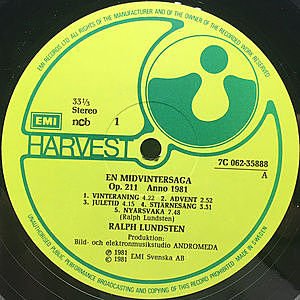 EMI RECORDS LTD. ALL RIGHTS OF THE MANUFACTURER AND OF THE OWNER OF THE RECORDED WORK RESERVED
UNAUTHORISED PUBLIC PERFORMANCE BROADCASTING AND COPYING OF THIS RECORD PROHIBITED
MADE IN SWEDEN
33⅓
Stereo
EMI
ncb
1
HARVEST
EN MIDVINTERSAGA
7C 062-35888
Op. 211 Anno 1981
A
1. VINTERANING 4.22 2. ADVENT 2.52
3. JULETID 4.15 4. STJÄRNESÅNG 3.31
5. NYÅRSVAKA 7.48
(Ralph Lundsten)
RALPH LUNDSTEN
Produktion:
Bild- och elektronmusikstudio ANDROMEDA
℗ 1981
© 1981 EMI Svenska AB